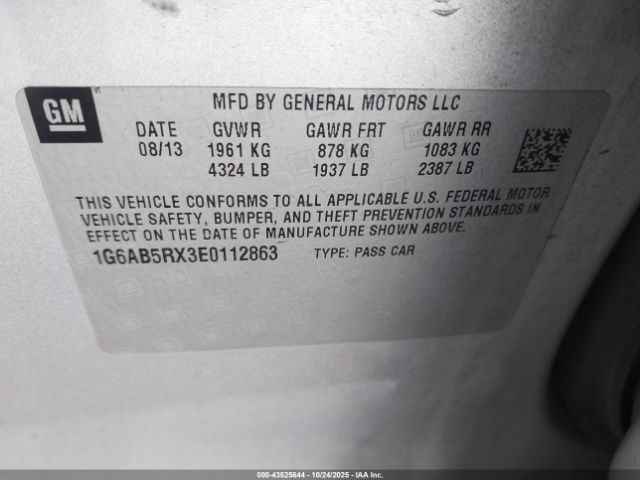 GM
MFD BY GENERAL MOTORS LLC
DATE GVWR GAWR FRT GAWR RR
08/13 1961 KG 878 KG 1083 KG
4324 LB 1937 LB 2387 LB
THIS VEHICLE CONFORMS TO ALL APPLICABLE U.S. FEDERAL MOTOR
VEHICLE SAFETY, BUMPER, AND THEFT PREVENTION STANDARDS IN
EFFECT ON THE DATE OF MANUFACTURE SHOWN ABOVE.
1G6AB5RX3E0112863 TYPE: PASS CAR
000-43525644 - 10/24/2025 - IAAI.com